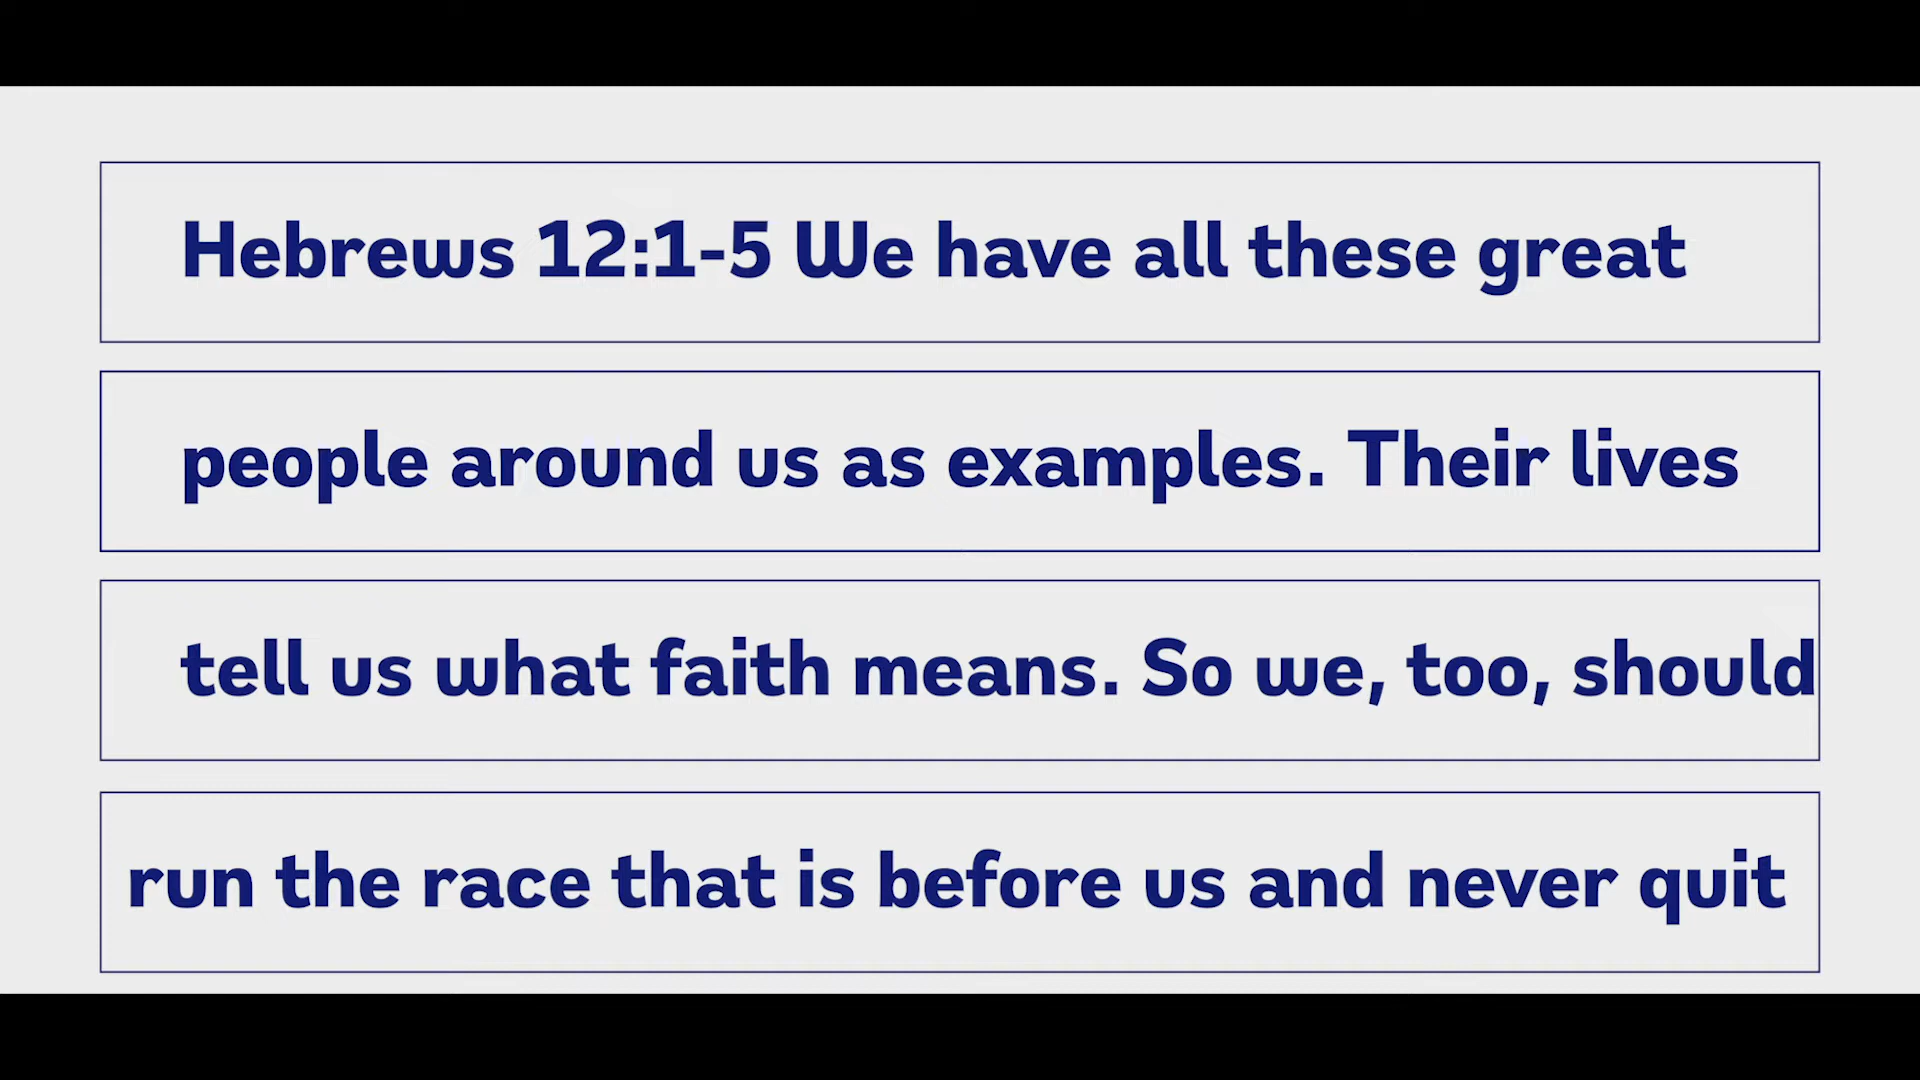 Hebrews 12:1-5 We have all these great
people around us as examples. Their lives
tell us what faith means. So we, too, should
run the race that is before us and never quit